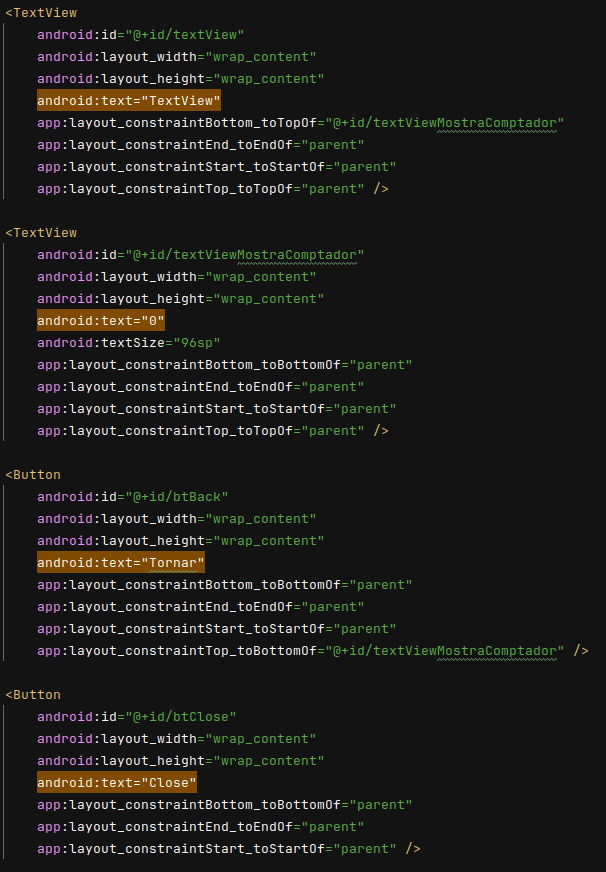 <TextView
android:id="@+id/textView"
android:layout_width="wrap_content"
android:layout_height="wrap_content"
android:text="TextView"
app:layout_constraintBottom_toTopOf="@+id/textViewMostraComptador"
app:layout_constraintEnd_toEndOf="parent"
app:layout_constraintStart_toStartOf="parent"
app:layout_constraintTop_toTopOf="parent" />
<TextView
android:id="@+id/textViewMostraComptador"
android:layout_width="wrap_content"
android:layout_height="wrap_content"
android:text="0"
android:textSize="96sp"
app:layout_constraintBottom_toBottomOf="parent"
app:layout_constraintEnd_toEndOf="parent"
app:layout_constraintStart_toStartOf="parent"
app:layout_constraintTop_toTopOf="parent" />
<Button
android:id="@+id/btBack"
android:layout_width="wrap_content"
android:layout_height="wrap_content"
android:text="Tornar"
app:layout_constraintBottom_toBottomOf="parent"
app:layout_constraintEnd_toEndOf="parent"
app:layout_constraintStart_toStartOf="parent"
app:layout_constraintTop_toBottomOf="@+id/textViewMostraComptador" />
<Button
android:id="@+id/btClose"
android:layout_width="wrap_content"
android:layout_height="wrap_content"
android:text="Close"
app:layout_constraintBottom_toBottomOf="parent"
app:layout_constraintEnd_toEndOf="parent"
app:layout_constraintStart_toStartOf="parent" />